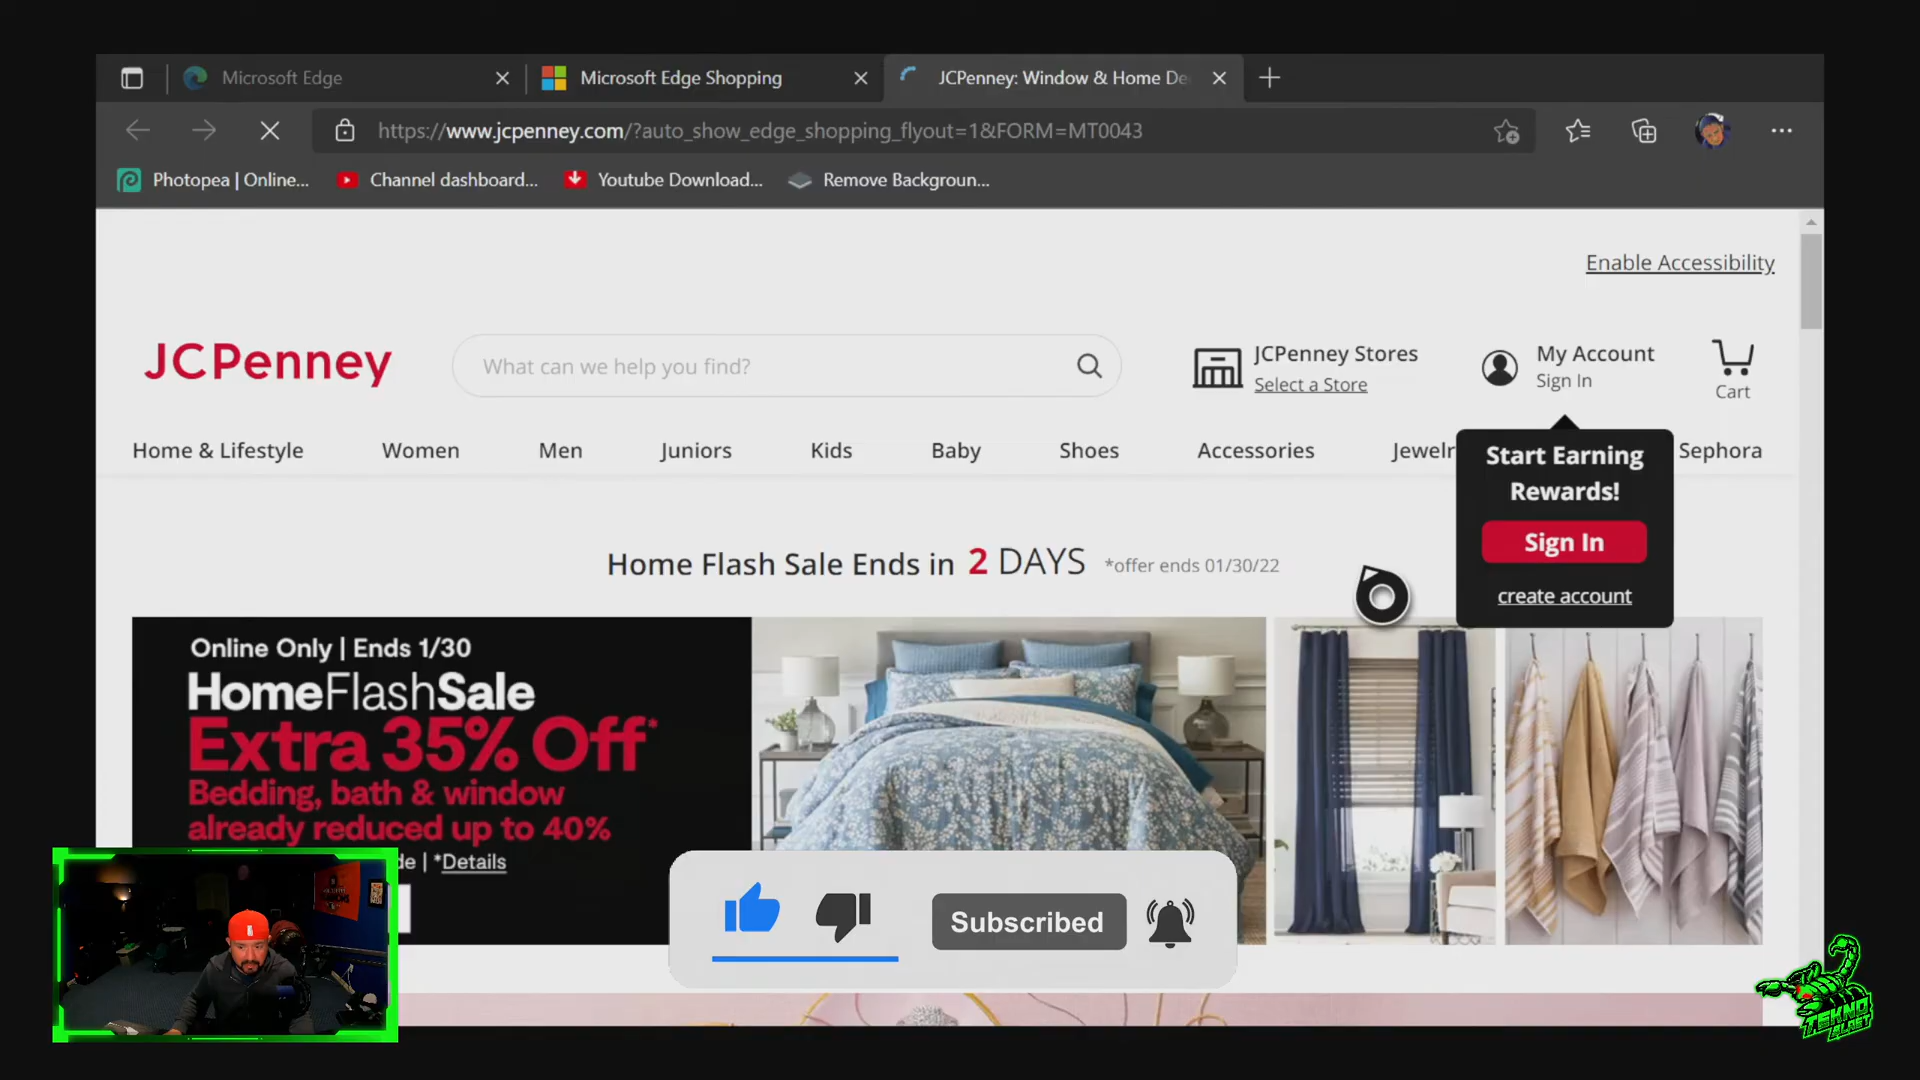 Microsoft Edge
Microsoft Edge Shopping
JCPenney: Window & Home De
https://www.jcpenney.com/?auto_show_edge_shopping_flyout=1&FORM=MT0043
Photopea | Online...
Channel dashboard...
Youtube Download...
Remove Backgroun...
Enable Accessibility
JCPenney
What can we help you find?
JCPenney Stores
Select a Store
My Account
Sign In
Cart
Home & Lifestyle
Women
Men
Juniors
Kids
Baby
Shoes
Accessories
Jewelr
Sephora
Start Earning
Rewards!
Sign In
create account
Home Flash Sale Ends in 2 DAYS *offer ends 01/30/22
Online Only | Ends 1/30
HomeFlashSale
Extra 35% Off*
Bedding, bath & window
already reduced up to 40%
de | *Details
Subscribed
TEKNO
ALAST